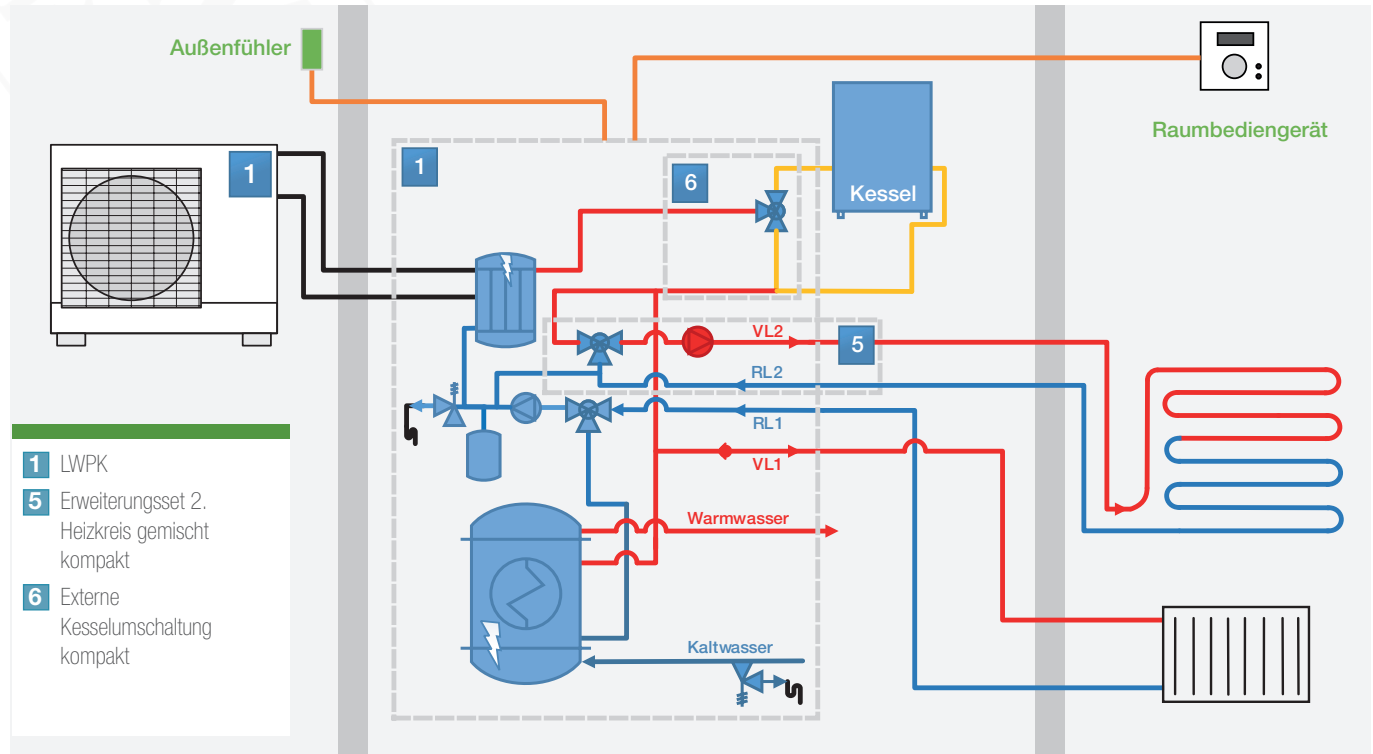 Außenfühler
Raumbediengerät
1
1
6
Kessel
VL2
5
RL2
RL1
VL1
Warmwasser
Kaltwasser
1 LWPK
5 Erweiterungsset 2.
Heizkreis gemischt
kompakt
6 Externe
Kesselumschaltung
kompakt